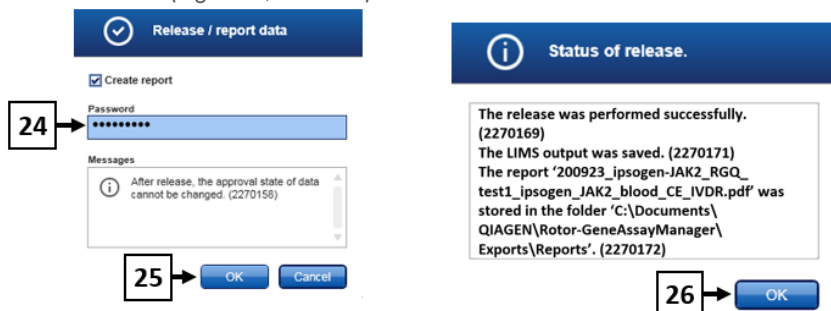 Release / report data
Create report
Password
24
•••••••••
Messages
After release, the approval state of data
cannot be changed. (2270158)
25
OK
Cancel
Status of release.
The release was performed successfully.
(2270169)
The LIMS output was saved. (2270171)
The report ‘200923_ipsogen-JAK2_RGQ_
test1_ipsogen_JAK2_blood_CE_IVDR.pdf’ was
stored in the folder ‘C:\Documents\
QIAGEN\Rotor-GeneAssayManager\
Exports\Reports’. (2270172)
26
OK